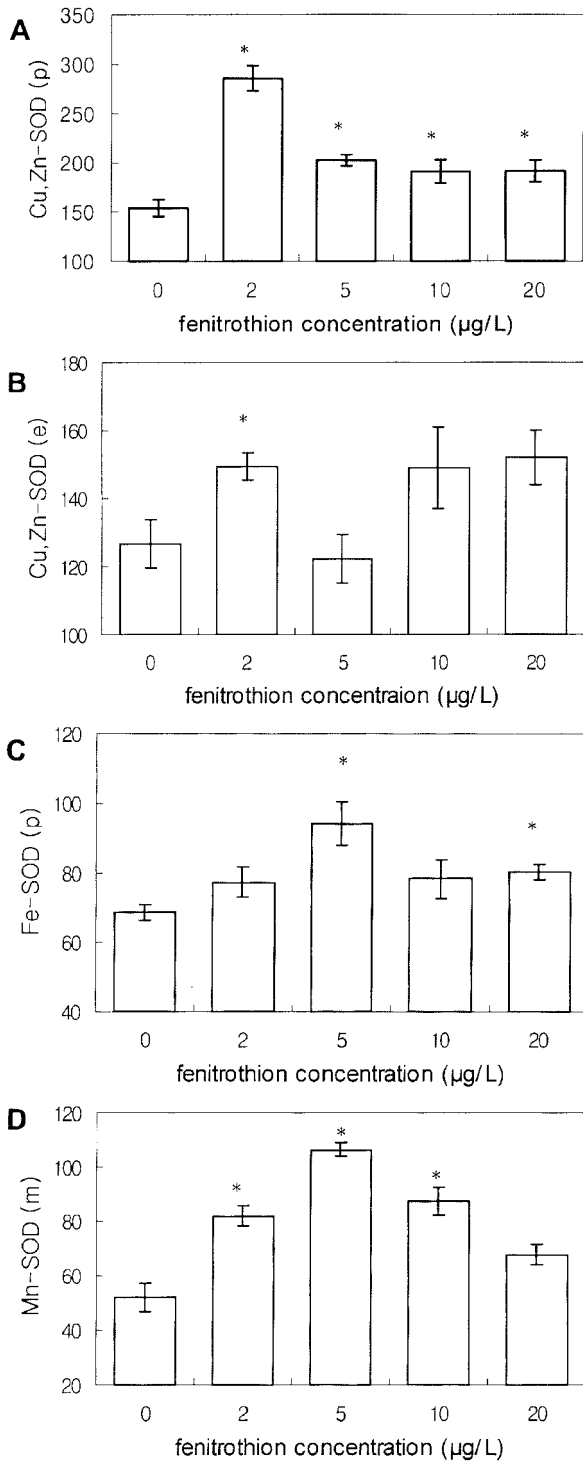 A
Cu,Zn-SOD (p)
350
300
250
200
150
100
*
*
*
*
0 2 5 10 20
fenitrothion concentration (µg/L)
B
Cu,Zn-SOD (e)
180
160
140
120
100
*
0 2 5 10 20
fenitrothion concentraion (µg/L)
C
Fe-SOD (p)
120
100
80
60
40
*
*
0 2 5 10 20
fenitrothion concentration (µg/L)
D
Mn-SOD (m)
120
100
80
60
40
20
*
*
*
0 2 5 10 20
fenitrothion concentration (µg/L)